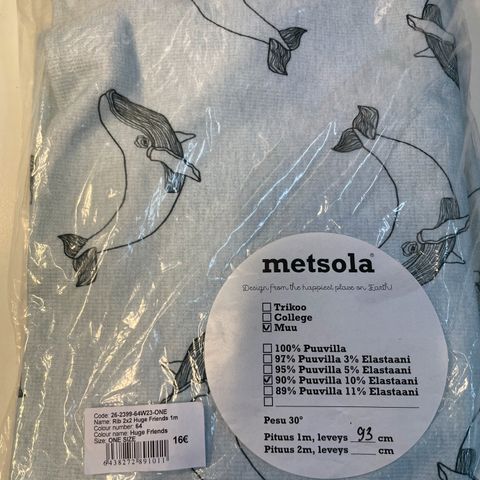 metsola®
Design from the happiest place on Earth!
Trikoo
College
Muu
100% Puuvilla
97% Puuvilla 3% Elastaani
95% Puuvilla 5% Elastaani
90% Puuvilla 10% Elastaani
89% Puuvilla 11% Elastaani
Pesu 30°
Pituus 1m, leveys 93 cm
Pituus 2m, leveys____ cm
Code: 26-2399-64W23-ONE
Name: Rib 2x2 Huge Friends 1m
Colour number: 64
Colour name: Huge Friends
Size: ONE SIZE 16€
6438272891011